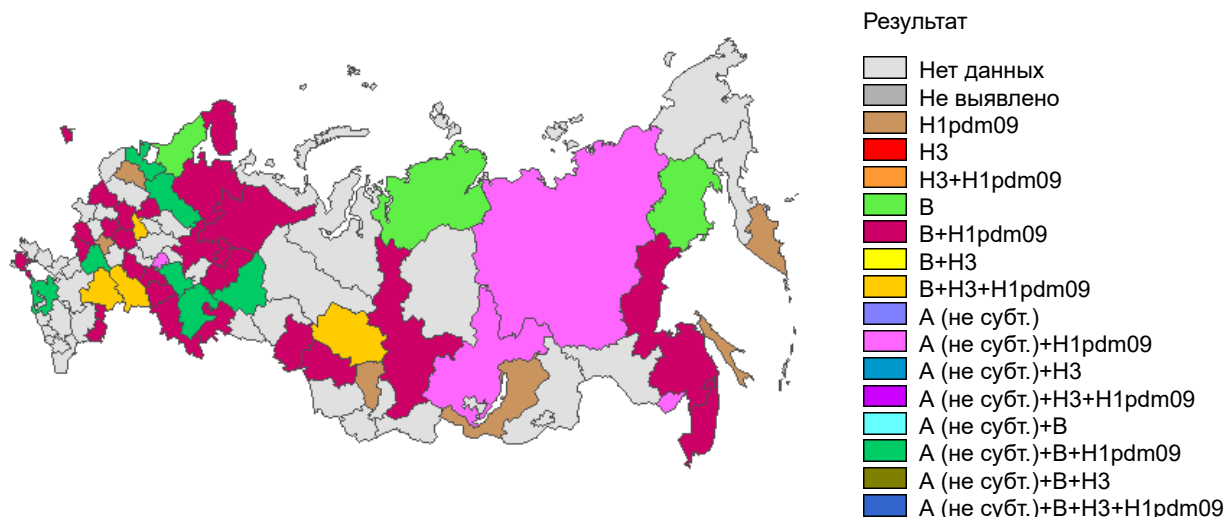 Результат
Нет данных
Не выявлено
H1pdm09
H3
H3+H1pdm09
B
B+H1pdm09
B+H3
B+H3+H1pdm09
А (не субт.)
А (не субт.)+H1pdm09
А (не субт.)+H3
А (не субт.)+H3+H1pdm09
А (не субт.)+B
А (не субт.)+B+H1pdm09
А (не субт.)+B+H3
А (не субт.)+B+H3+H1pdm09